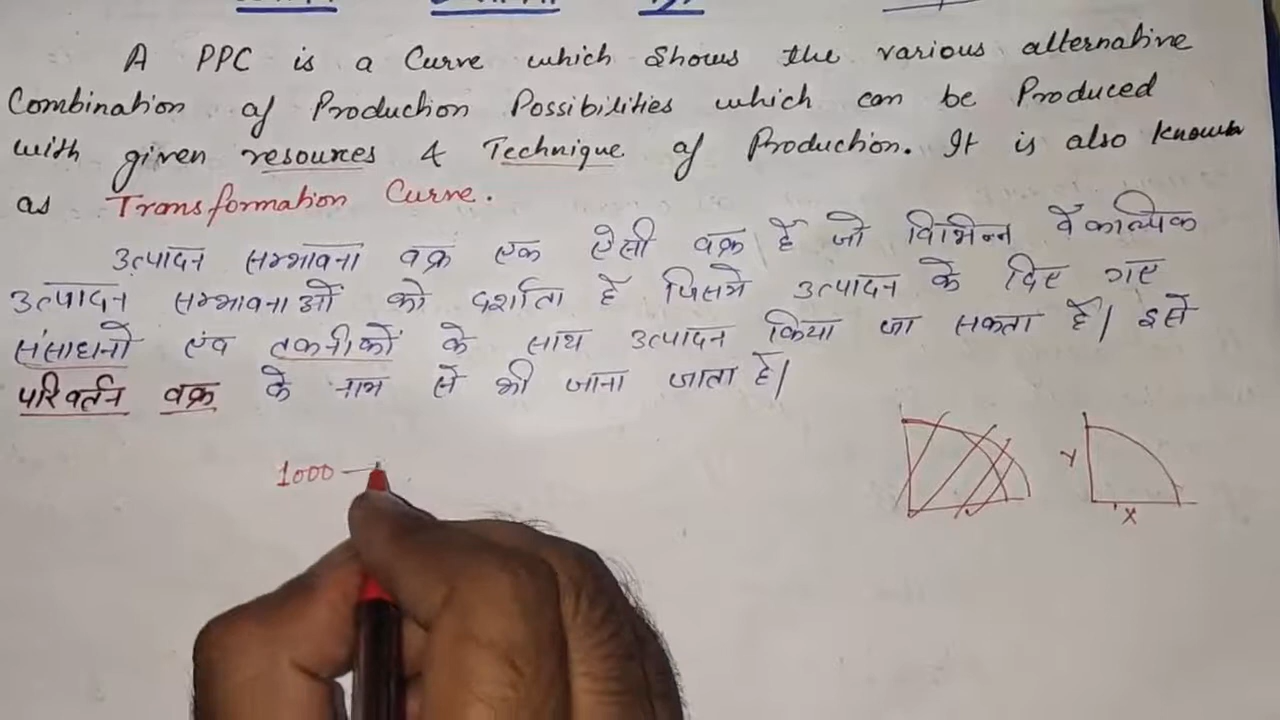 A PPC is a Curve which shows the various alternative
Combination of Production Possibilities which can be Produced
with given resources & Technique of Production. It is also known
as Transformation Curve.
उत्पादन सम्भावना वक्र एक ऐसी वक्र है जो विभिन्न वैकल्पिक
उत्पादन सम्भावनाओं को दर्शाता है जिसमे उत्पादन के दिए गए
संसाधनों एंव तकनीकों के साथ उत्पादन किया जा सकता है। इसे
परिवर्तन वक्र के नाम से भी जाना जाता है।
1000 —
Y
X